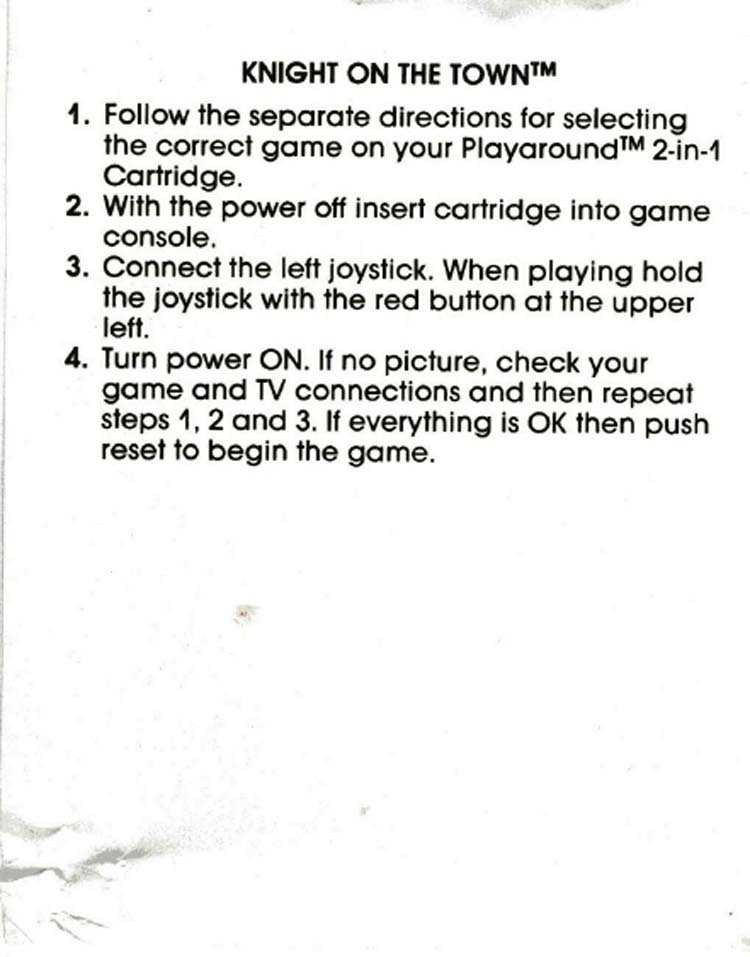 KNIGHT ON THE TOWN™
1. Follow the separate directions for selecting
the correct game on your Playaround™ 2-in-1
Cartridge.
2. With the power off insert cartridge into game
console.
3. Connect the left joystick. When playing hold
the joystick with the red button at the upper
left.
4. Turn power ON. If no picture, check your
game and TV connections and then repeat
steps 1, 2 and 3. If everything is OK then push
reset to begin the game.